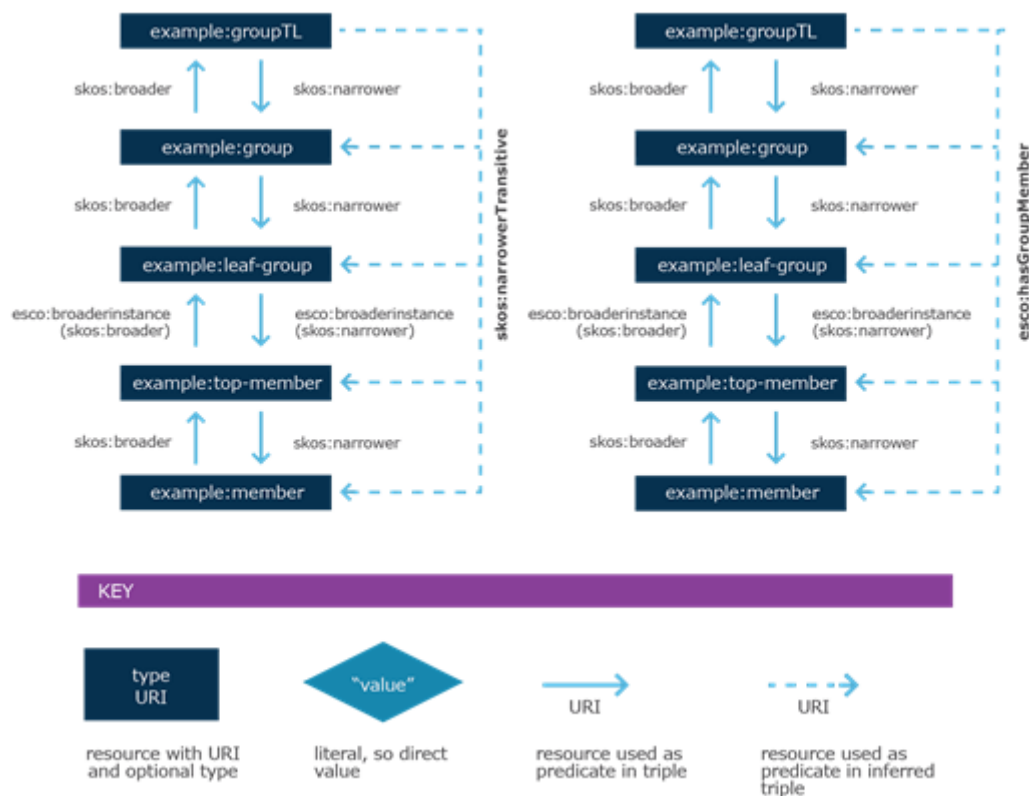 example:groupTL
skos:broader
skos:narrower
example:group
skos:broader
skos:narrower
example:leaf-group
esco:broaderinstance
(skos:broader)
esco:broaderinstance
(skos:narrower)
example:top-member
skos:broader
skos:narrower
example:member
skos:narrowerTransitive
example:groupTL
skos:broader
skos:narrower
example:group
skos:broader
skos:narrower
example:leaf-group
esco:broaderinstance
(skos:broader)
esco:broaderinstance
(skos:narrower)
example:top-member
skos:broader
skos:narrower
example:member
esco:hasGroupMember
KEY
type
URI
resource with URI
and optional type
"value"
literal, so direct
value
URI
resource used as
predicate in triple
URI
resource used as
predicate in inferred
triple